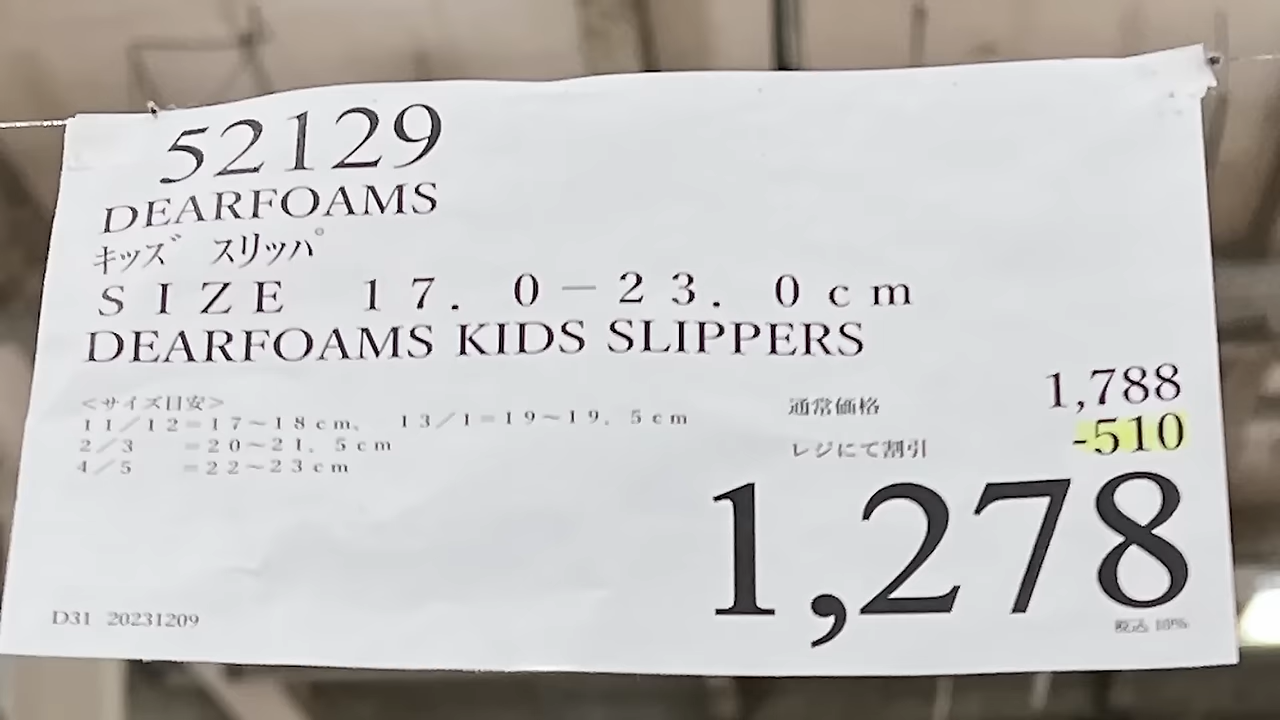 52129
DEARFOAMS
キッズ スリッパ
SIZE 17.0-23.0cm
DEARFOAMS KIDS SLIPPERS
<サイズ目安>
11/12=17~18cm、 13/1=19~19.5cm
2/3 =20~21.5cm
4/5 =22~23cm
通常価格 1,788
レジにて割引 -510
1,278
税込 10%
D31 20231209